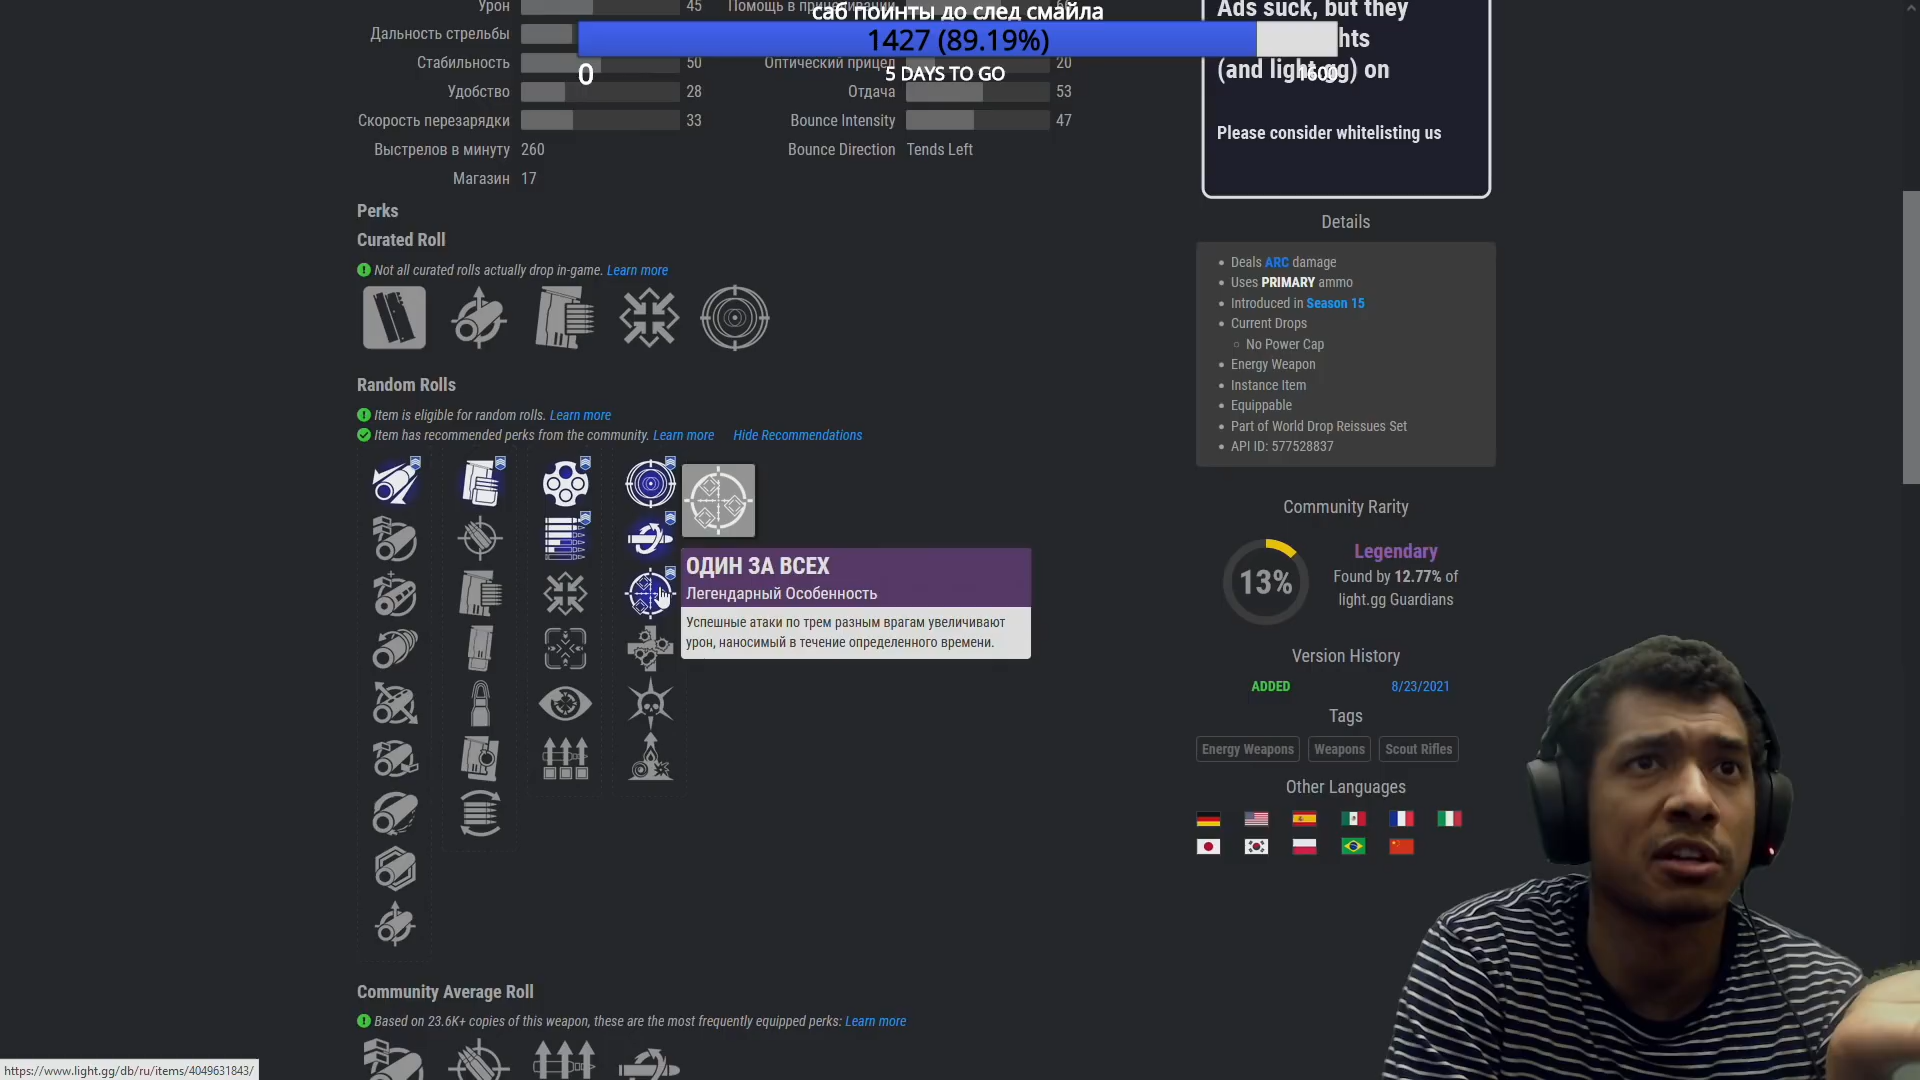 Урон 45
Дальность стрельбы
Стабильность 50
Удобство 28
Скорость перезарядки 33
Выстрелов в минуту 260
Магазин 17
Помощь в прицеливании
Оптический прицел 20
Отдача 53
Bounce Intensity 47
Bounce Direction Tends Left
саб поинты до след смайла
1427 (89.19%)
0
1600
5 DAYS TO GO
Ads suck, but they
hts
(and light.gg) on
Please consider whitelisting us
Perks
Curated Roll
Not all curated rolls actually drop in-game. Learn more
Random Rolls
Item is eligible for random rolls. Learn more
Item has recommended perks from the community. Learn more Hide Recommendations
ОДИН ЗА ВСЕХ
Легендарный Особенность
Успешные атаки по трем разным врагам увеличивают
урон, наносимый в течение определенного времени.
Community Average Roll
Based on 23.6K+ copies of this weapon, these are the most frequently equipped perks: Learn more
Details
Deals ARC damage
Uses PRIMARY ammo
Introduced in Season 15
Current Drops
No Power Cap
Energy Weapon
Instance Item
Equippable
Part of World Drop Reissues Set
API ID: 577528837
Community Rarity
13%
Legendary
Found by 12.77% of
light.gg Guardians
Version History
ADDED 8/23/2021
Tags
Energy Weapons Weapons Scout Rifles
Other Languages
https://www.light.gg/db/ru/items/4049631843/